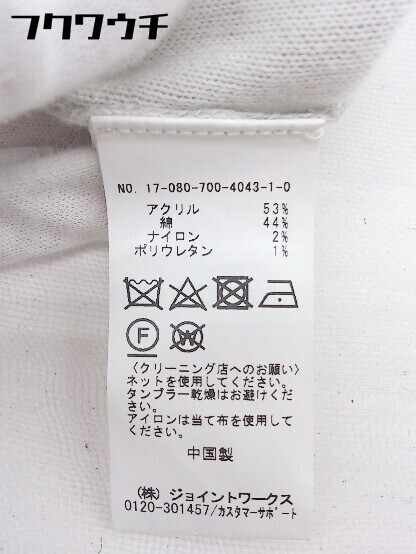 フクワウチ
NO. 17-080-700-4043-1-0
アクリル 53%
綿 44%
ナイロン 2%
ポリウレタン 1%
F
W
〈クリーニング店へのお願い〉
ネットを使用してください。
タンブラー乾燥はお避けくだ
さい。
アイロンは当て布を使用して
ください。
中国製
(株) ジョイントワークス
0120-301457/カスタマーサポート